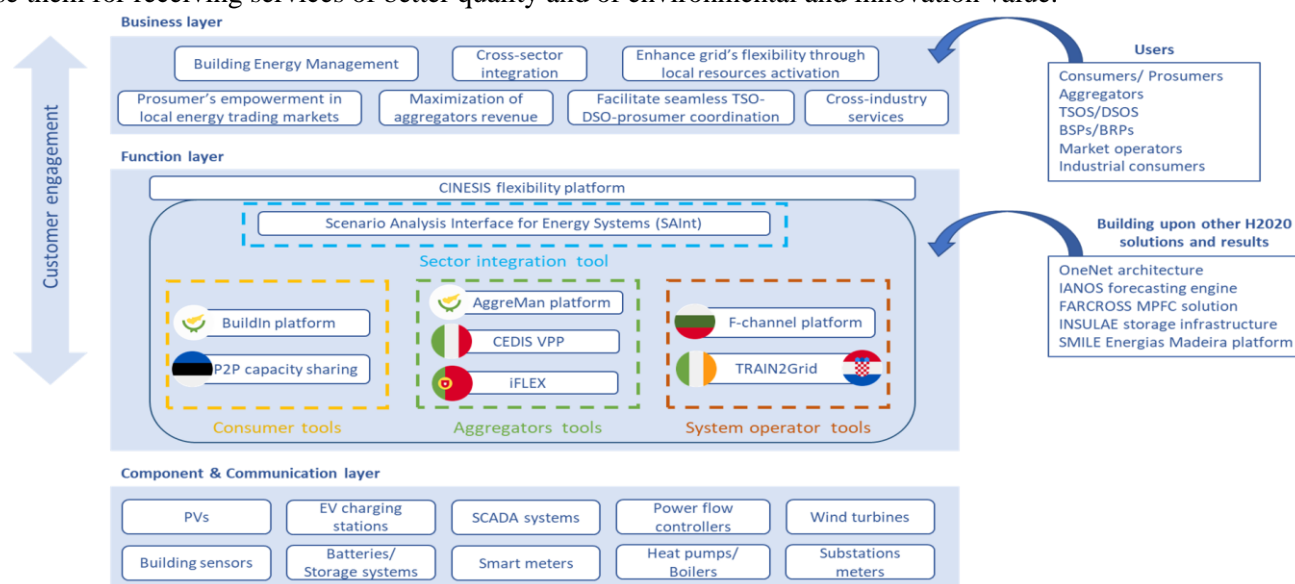 se them for receiving services of better quality and of environmental and innovation value.
Business layer
Building Energy Management
Cross-sector
integration
Enhance grid's flexibility through
local resources activation
Prosumer's empowerment in
local energy trading markets
Maximization of
aggregators revenue
Facilitate seamless TSO-
DSO-prosumer coordination
Cross-industry
services
Users
Consumers/ Prosumers
Aggregators
TSOS/DSOS
BSPs/BRPs
Market operators
Industrial consumers
Customer engagement
Function layer
CINESIS flexibility platform
Scenario Analysis Interface for Energy Systems (SAInt)
Sector integration tool
BuildIn platform
P2P capacity sharing
Consumer tools
AggreMan platform
CEDIS VPP
iFLEX
Aggregators tools
F-channel platform
TRAIN2Grid
System operator tools
Building upon other H2020
solutions and results
OneNet architecture
IANOS forecasting engine
FARCROSS MPFC solution
INSULAE storage infrastructure
SMILE Energias Madeira platform
Component & Communication layer
PVs
EV charging
stations
SCADA systems
Power flow
controllers
Wind turbines
Building sensors
Batteries/
Storage systems
Smart meters
Heat pumps/
Boilers
Substations
meters